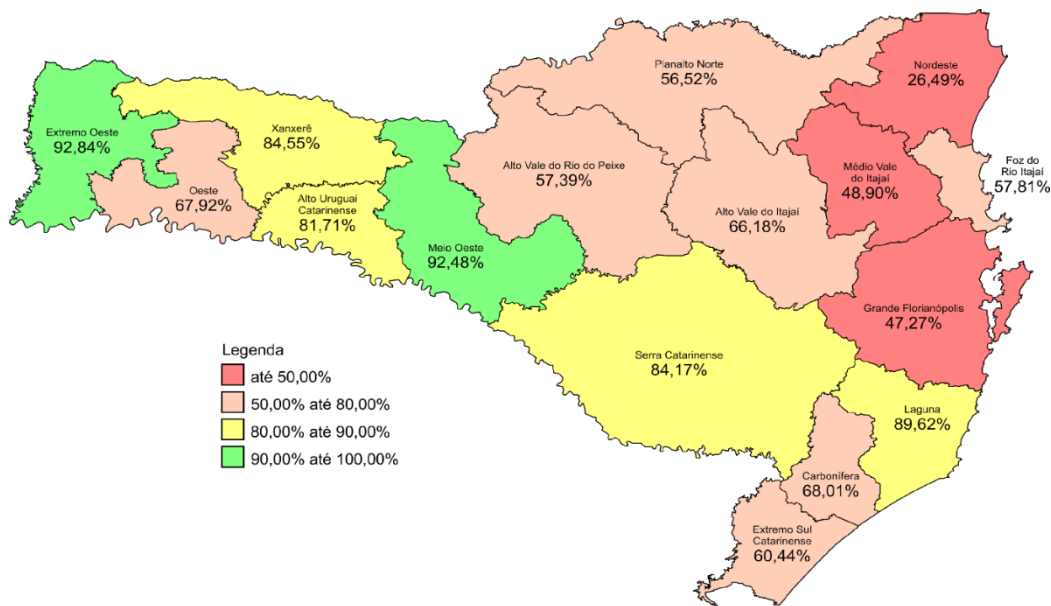 Planalto Norte
56,52%
Nordeste
26,49%
Extremo Oeste
92,84%
Xanxerê
84,55%
Alto Vale do Rio do Peixe
57,39%
Médio Vale
do Itajaí
48,90%
Foz do
Rio Itajaí
57,81%
Oeste
67,92%
Alto Uruguai
Catarinense
81,71%
Alto Vale do Itajaí
66,18%
Meio Oeste
92,48%
Grande Florianópolis
47,27%
Serra Catarinense
84,17%
Laguna
89,62%
Carbonífera
68,01%
Extremo Sul
Catarinense
60,44%
Legenda
até 50,00%
50,00% até 80,00%
80,00% até 90,00%
90,00% até 100,00%